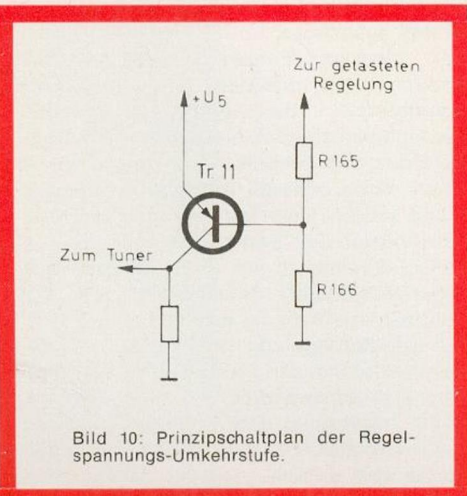 Zur getasteten
Regelung
+U5
R 165
Tr. 11
Zum Tuner
R 166
Bild 10: Prinzipschaltplan der Regel-
spannungs-Umkehrstufe.